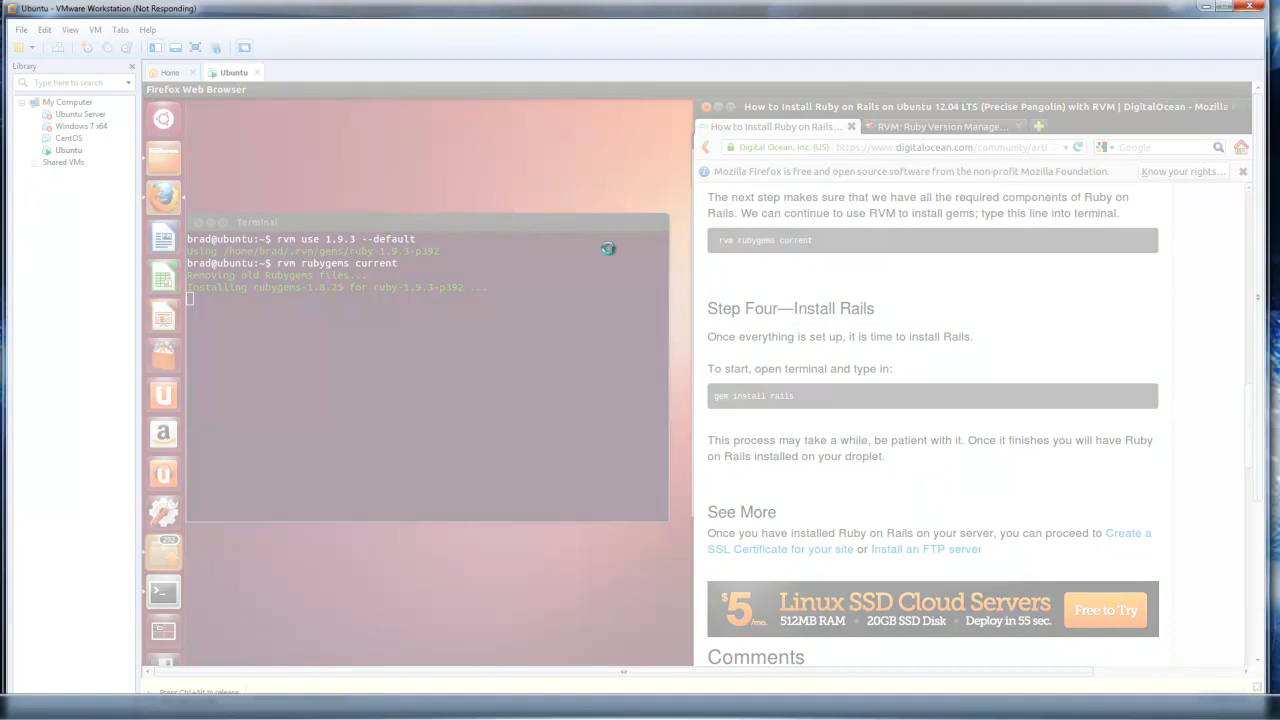 Ubuntu - VMware Workstation (Not Responding)
File Edit View VM Tabs Help
Library
Type here to search
My Computer
Ubuntu Server
Windows 7 x64
CentOS
Ubuntu
Shared VMs
Home
Ubuntu
Firefox Web Browser
Terminal
brad@ubuntu:~$ rvm use 1.9.3 --default
Using /home/brad/.rvm/gems/ruby-1.9.3-p392
brad@ubuntu:~$ rvm rubygems current
Removing old Rubygems files...
Installing rubygems-1.8.25 for ruby-1.9.3-p392 ...
292
How to Install Ruby on Rails on Ubuntu 12.04 LTS (Precise Pangolin) with RVM | DigitalOcean - Mozilla
How to Install Ruby on Rails...
RVM: Ruby Version Manage...
Digital Ocean, Inc. (US)
https://www.digitalocean.com/community/arti
Google
Mozilla Firefox is free and open source software from the non-profit Mozilla Foundation.
Know your rights...
The next step makes sure that we have all the required components of Ruby on
Rails. We can continue to use RVM to install gems; type this line into terminal.
rvm rubygems current
Step Four—Install Rails
Once everything is set up, it is time to install Rails.
To start, open terminal and type in:
gem install rails
This process may take a while, be patient with it. Once it finishes you will have Ruby
on Rails installed on your droplet.
See More
Once you have installed Ruby on Rails on your server, you can proceed to Create a
SSL Certificate for your site or Install an FTP server
$5/mo.
Linux SSD Cloud Servers
512MB RAM • 20GB SSD Disk • Deploy in 55 sec.
Free to Try
Comments
Press Ctrl+Alt to release